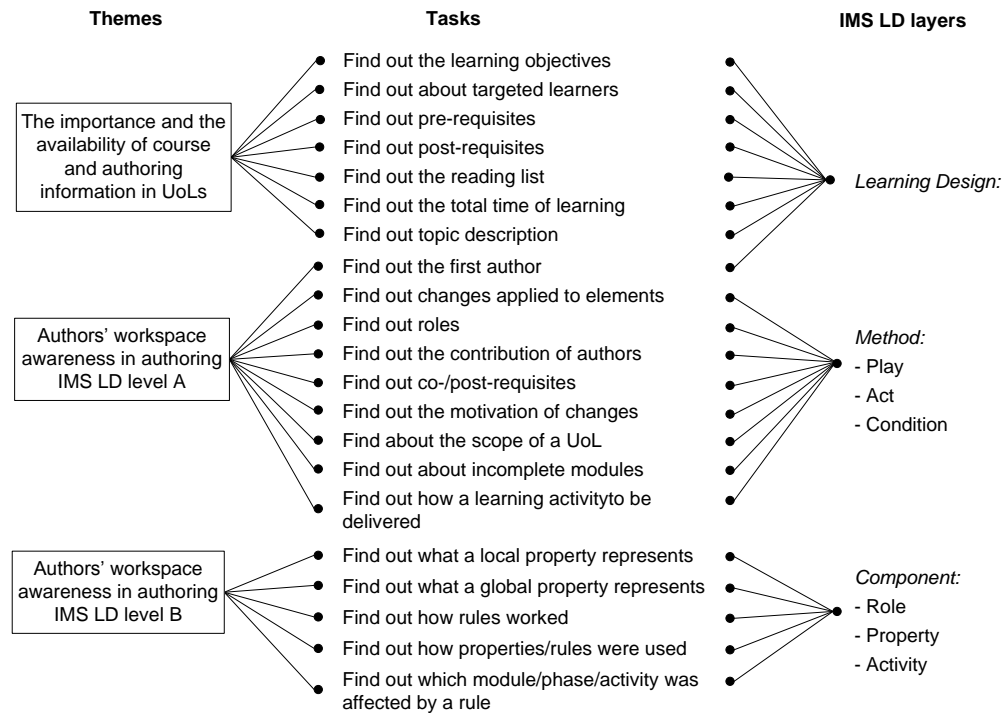 Themes
Tasks
IMS LD layers
The importance and the
availability of course
and authoring
information in UoLs
Authors’ workspace
awareness in authoring
IMS LD level A
Authors’ workspace
awareness in authoring
IMS LD level B
Find out the learning objectives
Find out about targeted learners
Find out pre-requisites
Find out post-requisites
Find out the reading list
Find out the total time of learning
Find out topic description
Find out the first author
Find out changes applied to elements
Find out roles
Find out the contribution of authors
Find out co-/post-requisites
Find out the motivation of changes
Find about the scope of a UoL
Find out about incomplete modules
Find out how a learning activityto be
delivered
Find out what a local property represents
Find out what a global property represents
Find out how rules worked
Find out how properties/rules were used
Find out which module/phase/activity was
affected by a rule
Learning Design:
Method:
- Play
- Act
- Condition
Component:
- Role
- Property
- Activity